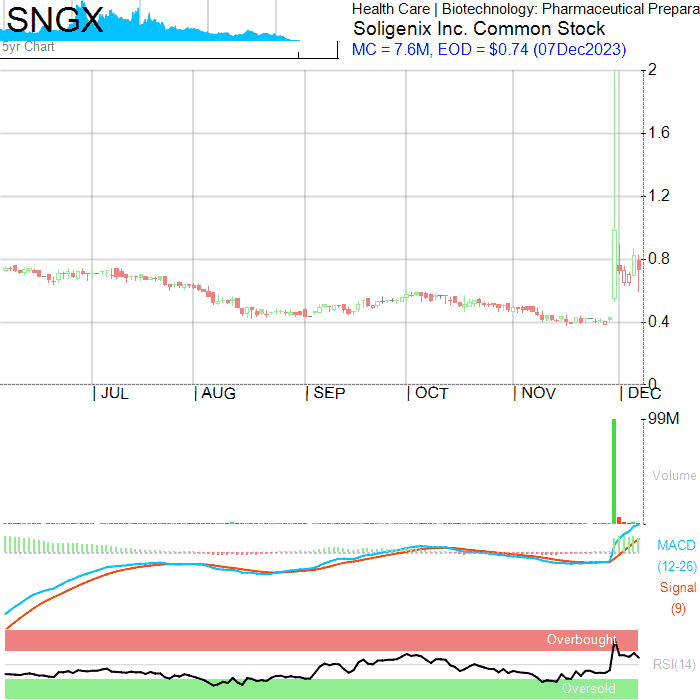 SNGX
5yr Chart
Health Care | Biotechnology: Pharmaceutical Prepara
Soligenix Inc. Common Stock
MC = 7.6M, EOD = $0.74 (07Dec2023)
2
1.6
1.2
0.8
0.4
0
JUL
AUG
SEP
OCT
NOV
DEC
99M
Volume
MACD
(12-26)
Signal
(9)
Overbought
RSI(14)
Oversold